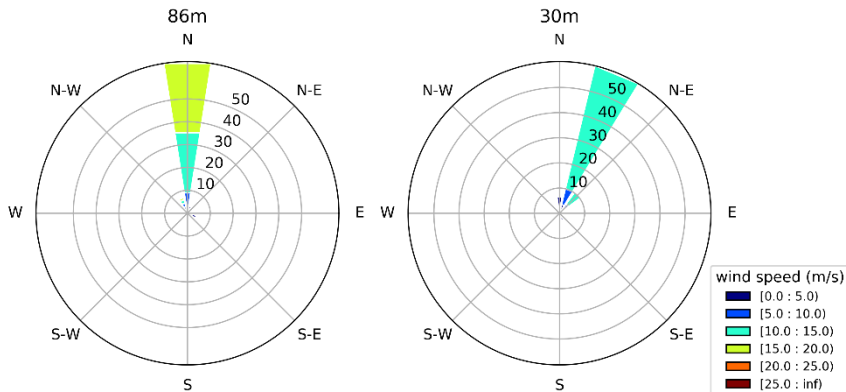 86m
N
N-W
N-E
50
40
30
20
10
W
E
S-W
S-E
S
30m
N
N-W
N-E
50
40
30
20
10
W
E
S-W
S-E
S
wind speed (m/s)
[0.0 : 5.0)
[5.0 : 10.0)
[10.0 : 15.0)
[15.0 : 20.0)
[20.0 : 25.0)
[25.0 : inf)